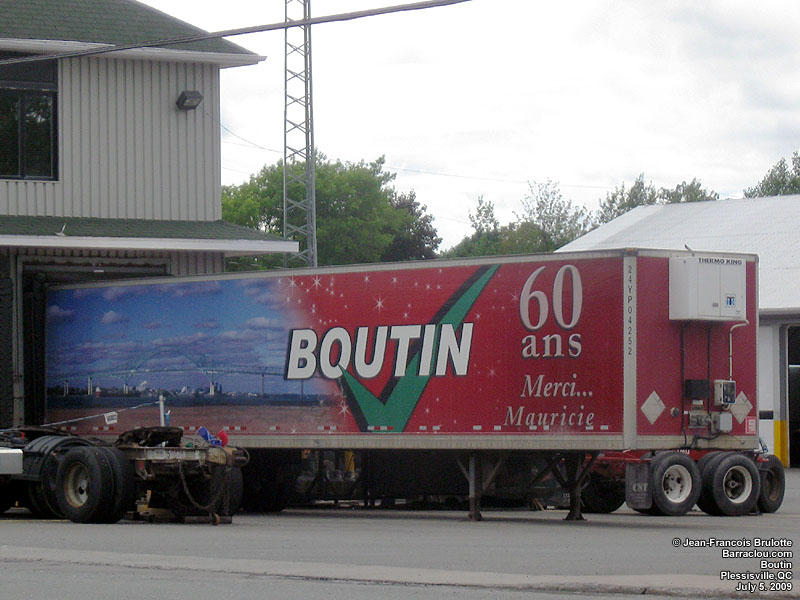 THERMO KING
24VP04252
BOUTIN
60
ans
Merci...
Mauricie
CST
© Jean-Francois Brulotte
Barraclou.com
Boutin
Plessisville,QC
July 5, 2009